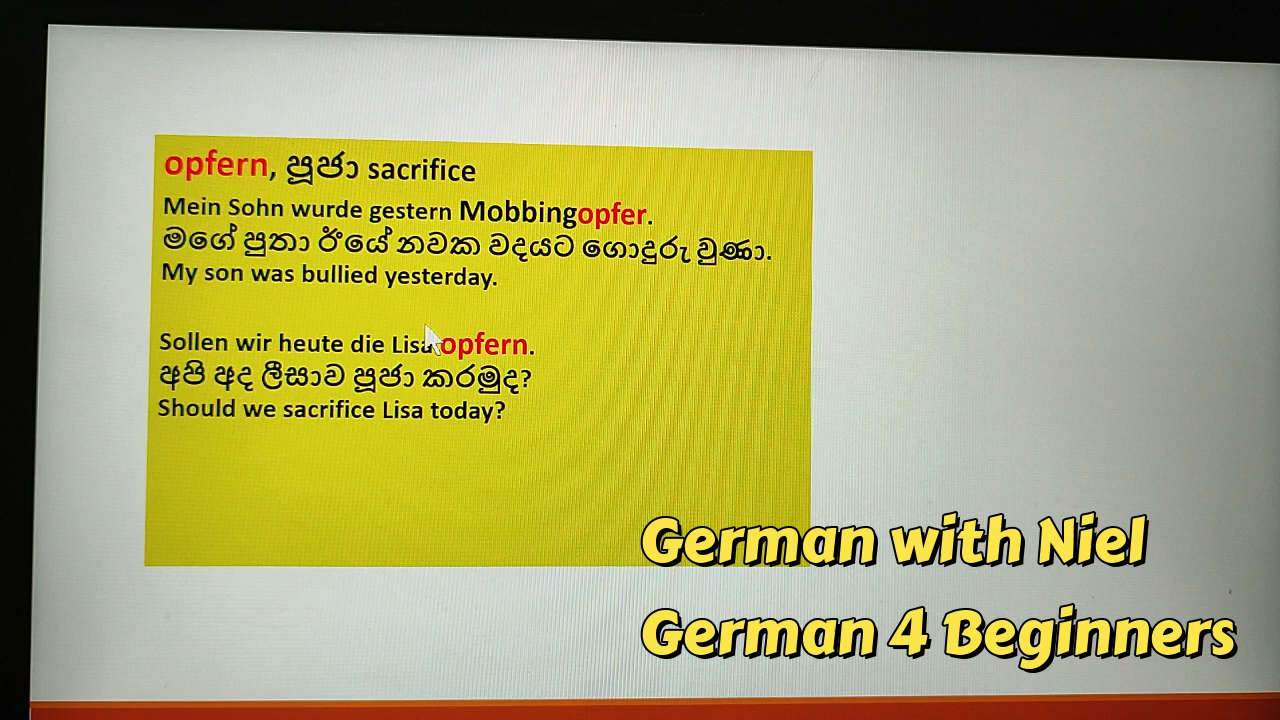 opfern, පූජා sacrifice
Mein Sohn wurde gestern Mobbingopfer.
මගේ පුතා ඊයේ නවක වදයට ගොදුරු වුණා.
My son was bullied yesterday.
Sollen wir heute die Lisa opfern.
අපි අද ලීසාව පූජා කරමුද?
Should we sacrifice Lisa today?
German with Niel
German 4 Beginners